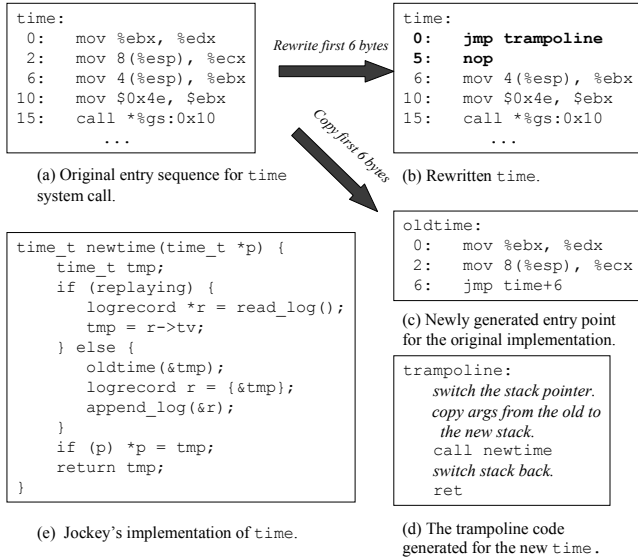 time:
0: mov %ebx, %edx
2: mov 8(%esp), %ecx
6: mov 4(%esp), %ebx
10: mov $0x4e, $ebx
15: call *%gs:0x10
...
(a) Original entry sequence for time
system call.
Rewrite first 6 bytes
Copy first 6 bytes
time:
0: jmp trampoline
5: nop
6: mov 4(%esp), %ebx
10: mov $0x4e, $ebx
15: call *%gs:0x10
...
(b) Rewritten time.
oldtime:
0: mov %ebx, %edx
2: mov 8(%esp), %ecx
6: jmp time+6
(c) Newly generated entry point
for the original implementation.
trampoline:
switch the stack pointer.
copy args from the old to
the new stack.
call newtime
switch stack back.
ret
(d) The trampoline code
generated for the new time.
time_t newtime(time_t *p) {
time_t tmp;
if (replaying) {
logrecord *r = read_log();
tmp = r->tv;
} else {
oldtime(&tmp);
logrecord r = {&tmp};
append_log(&r);
}
if (p) *p = tmp;
return tmp;
}
(e) Jockey's implementation of time.